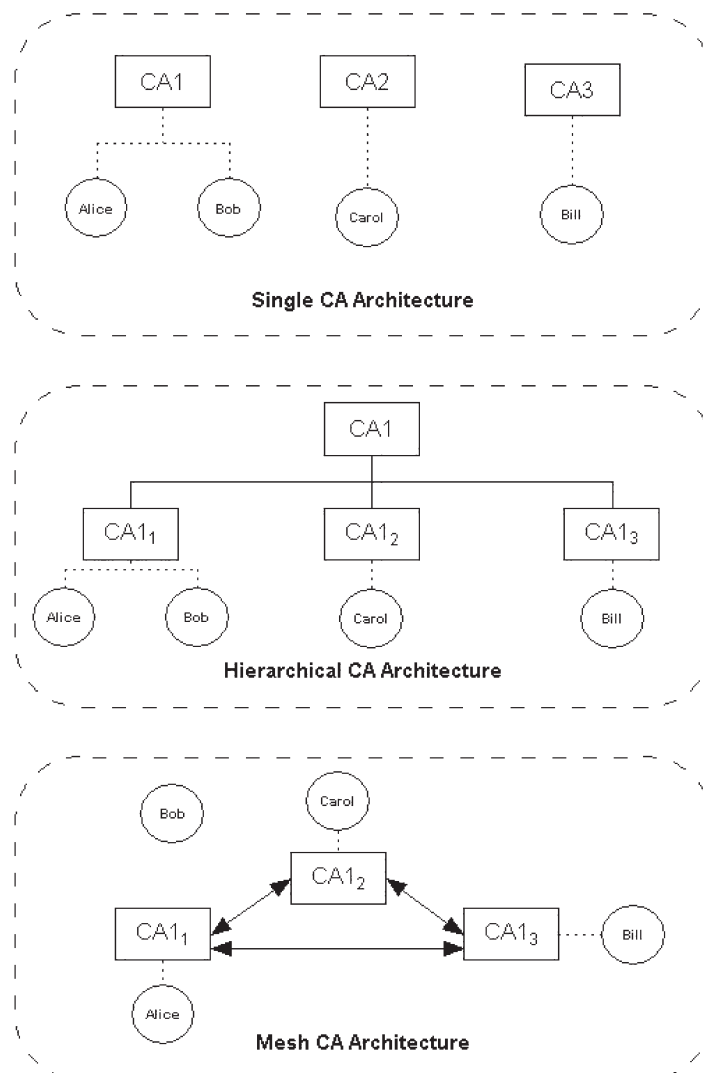 CA1
CA2
CA3
Alice
Bob
Carol
Bill
Single CA Architecture
CA1
CA1₁
CA1₂
CA1₃
Alice
Bob
Carol
Bill
Hierarchical CA Architecture
Carol
Bob
CA1₂
CA1₁
CA1₃
Bill
Alice
Mesh CA Architecture